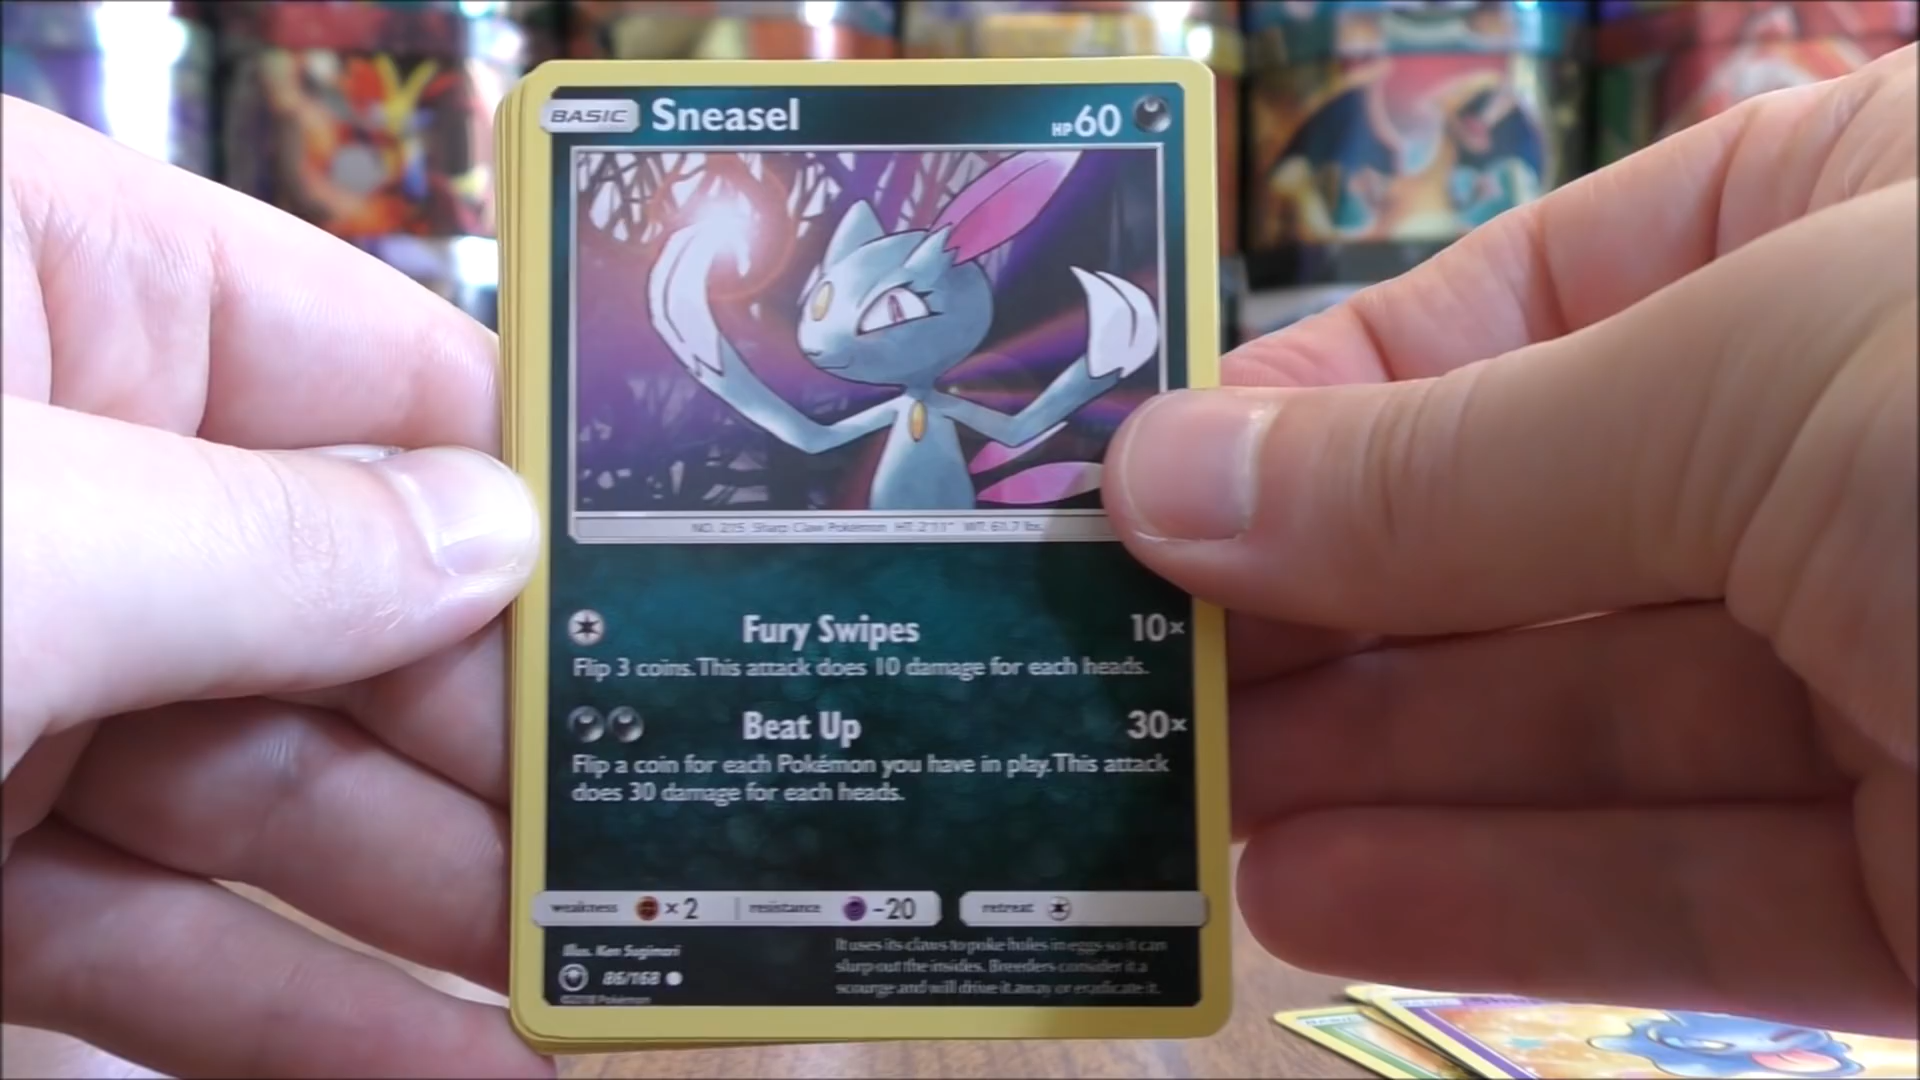 BASIC Sneasel HP 60
NO. 215 Sharp Claw Pokémon HT: 2'11" WT: 61.7 lbs.
Fury Swipes 10×
Flip 3 coins. This attack does 10 damage for each heads.
Beat Up 30×
Flip a coin for each Pokémon you have in play. This attack
does 30 damage for each heads.
weakness ×2 resistance -20 retreat
Illus. Ken Sugimori
86/168
©2018 Pokémon
It uses its claws to poke holes in eggs so it can
slurp out the insides. Breeders consider it a
scourge and will drive it away or eradicate it.